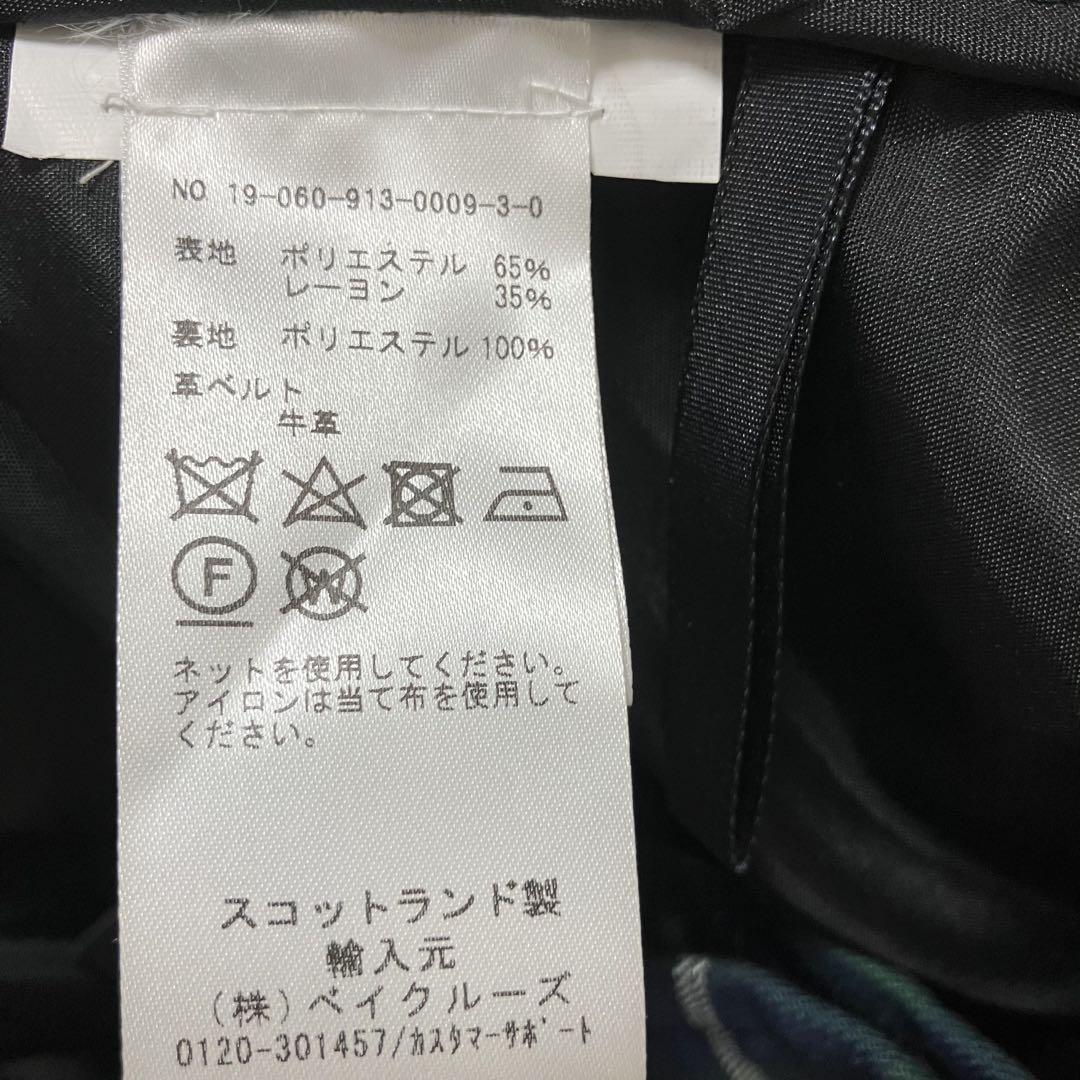 NO 19-060-913-0009-3-0
表地 ポリエステル 65%
レーヨン 35%
裏地 ポリエステル 100%
革ベルト
牛革
F
W
ネットを使用してください。
アイロンは当て布を使用して
ください。
スコットランド製
輸入元
(株)ベイクルーズ
0120-301457/カスタマーサポート